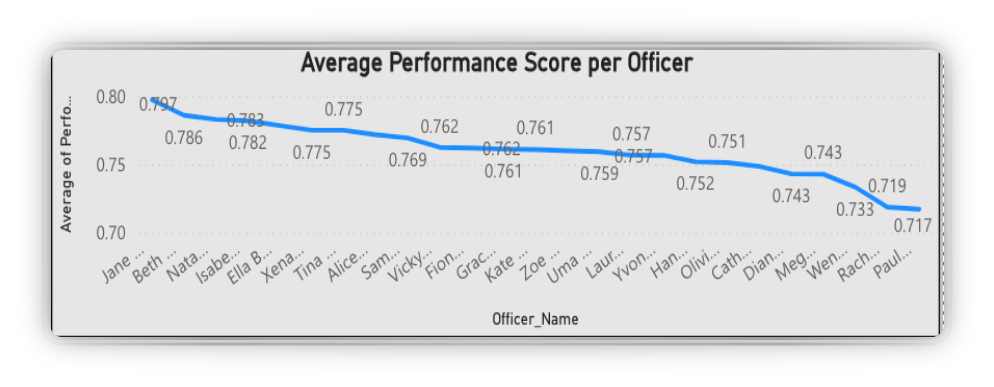 Average Performance Score per Officer
Average of Perfo...
0.80
0.75
0.70
0.797
0.786
0.783
0.782
0.775
0.775
0.769
0.762
0.762
0.761
0.761
0.759
0.757
0.757
0.752
0.751
0.743
0.743
0.733
0.719
0.717
Jane ...
Beth ...
Nata...
Isabe...
Ella B...
Xena...
Tina ...
Alice...
Sam...
Vicky...
Fion...
Grac...
Kate ...
Zoe ...
Uma ...
Laur...
Yvon...
Han...
Olivi...
Cath...
Dian...
Meg...
Wen...
Rach...
Paul...
Officer_Name